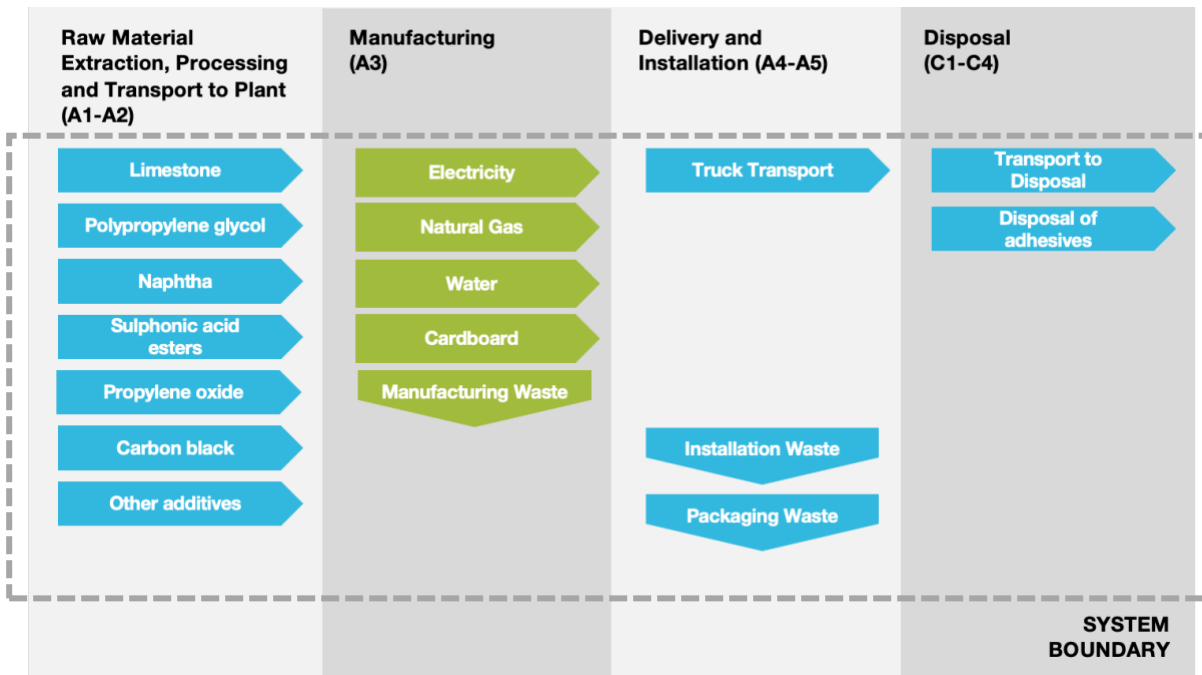 Raw Material
Extraction, Processing
and Transport to Plant
(A1-A2)
Limestone
Polypropylene glycol
Naphtha
Sulphonic acid
esters
Propylene oxide
Carbon black
Other additives
Manufacturing
(A3)
Electricity
Natural Gas
Water
Cardboard
Manufacturing Waste
Delivery and
Installation (A4-A5)
Truck Transport
Installation Waste
Packaging Waste
Disposal
(C1-C4)
Transport to
Disposal
Disposal of
adhesives
SYSTEM
BOUNDARY